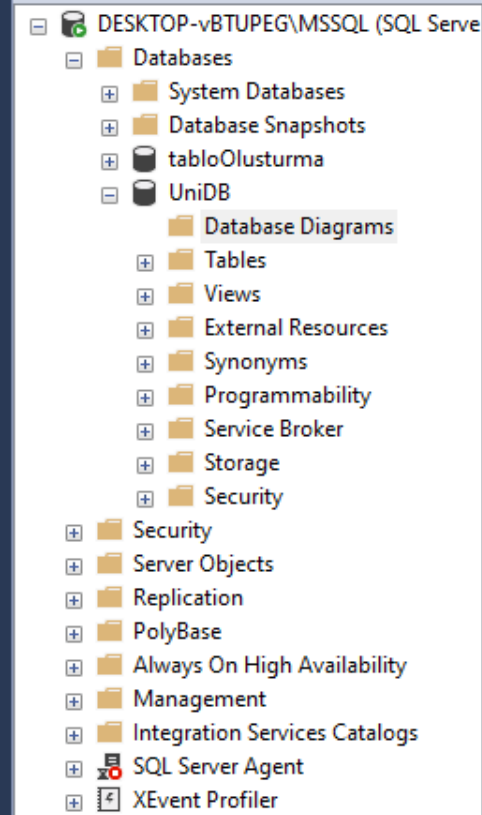 DESKTOP-vBTUPEG\MSSQL (SQL Serve
Databases
System Databases
Database Snapshots
tabloOlusturma
UniDB
Database Diagrams
Tables
Views
External Resources
Synonyms
Programmability
Service Broker
Storage
Security
Security
Server Objects
Replication
PolyBase
Always On High Availability
Management
Integration Services Catalogs
SQL Server Agent
XEvent Profiler